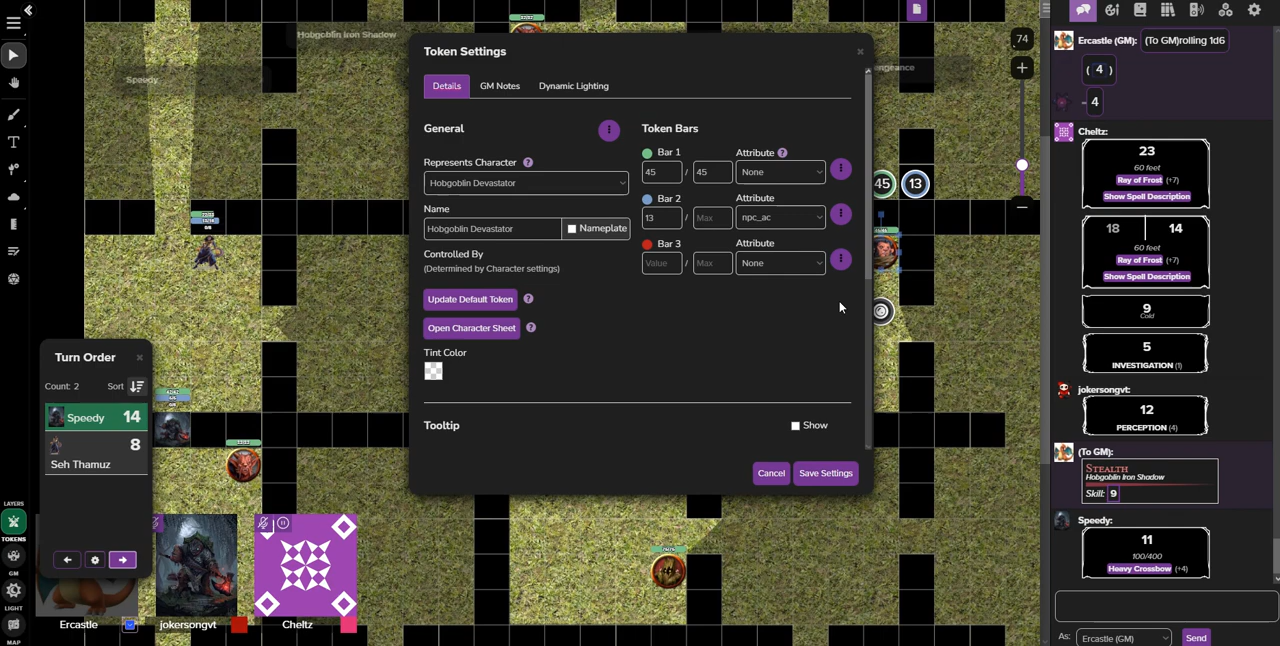 Hobgoblin Iron Shadow
Speedy
engeance
Token Settings
Details
GM Notes
Dynamic Lighting
General
Represents Character
Hobgoblin Devastator
Name
Hobgoblin Devastator
Nameplate
Controlled By
(Determined by Character settings)
Update Default Token
Open Character Sheet
Tint Color
Token Bars
Bar 1
Attribute
45 / 45
None
Bar 2
Attribute
13 / Max
npc_ac
Bar 3
Attribute
Value / Max
None
Tooltip
Show
Cancel
Save Settings
45
13
74
Turn Order
Count: 2
Sort
Speedy 14
8
Seh Thamuz
LAYERS
TOKENS
GM
LIGHT
MAP
Ercastle
jokersongvt
Cheltz
Ercastle (GM): (To GM)rolling 1d6
( 4 )
= 4
Cheltz:
23
60 feet
Ray of Frost (+7)
Show Spell Description
18 14
60 feet
Ray of Frost (+7)
Show Spell Description
9
Cold
5
INVESTIGATION (1)
jokersongvt:
12
PERCEPTION (4)
(To GM):
STEALTH
Hobgoblin Iron Shadow
Skill: 9
Speedy:
11
100/400
Heavy Crossbow (+4)
As:
Ercastle (GM)
Send